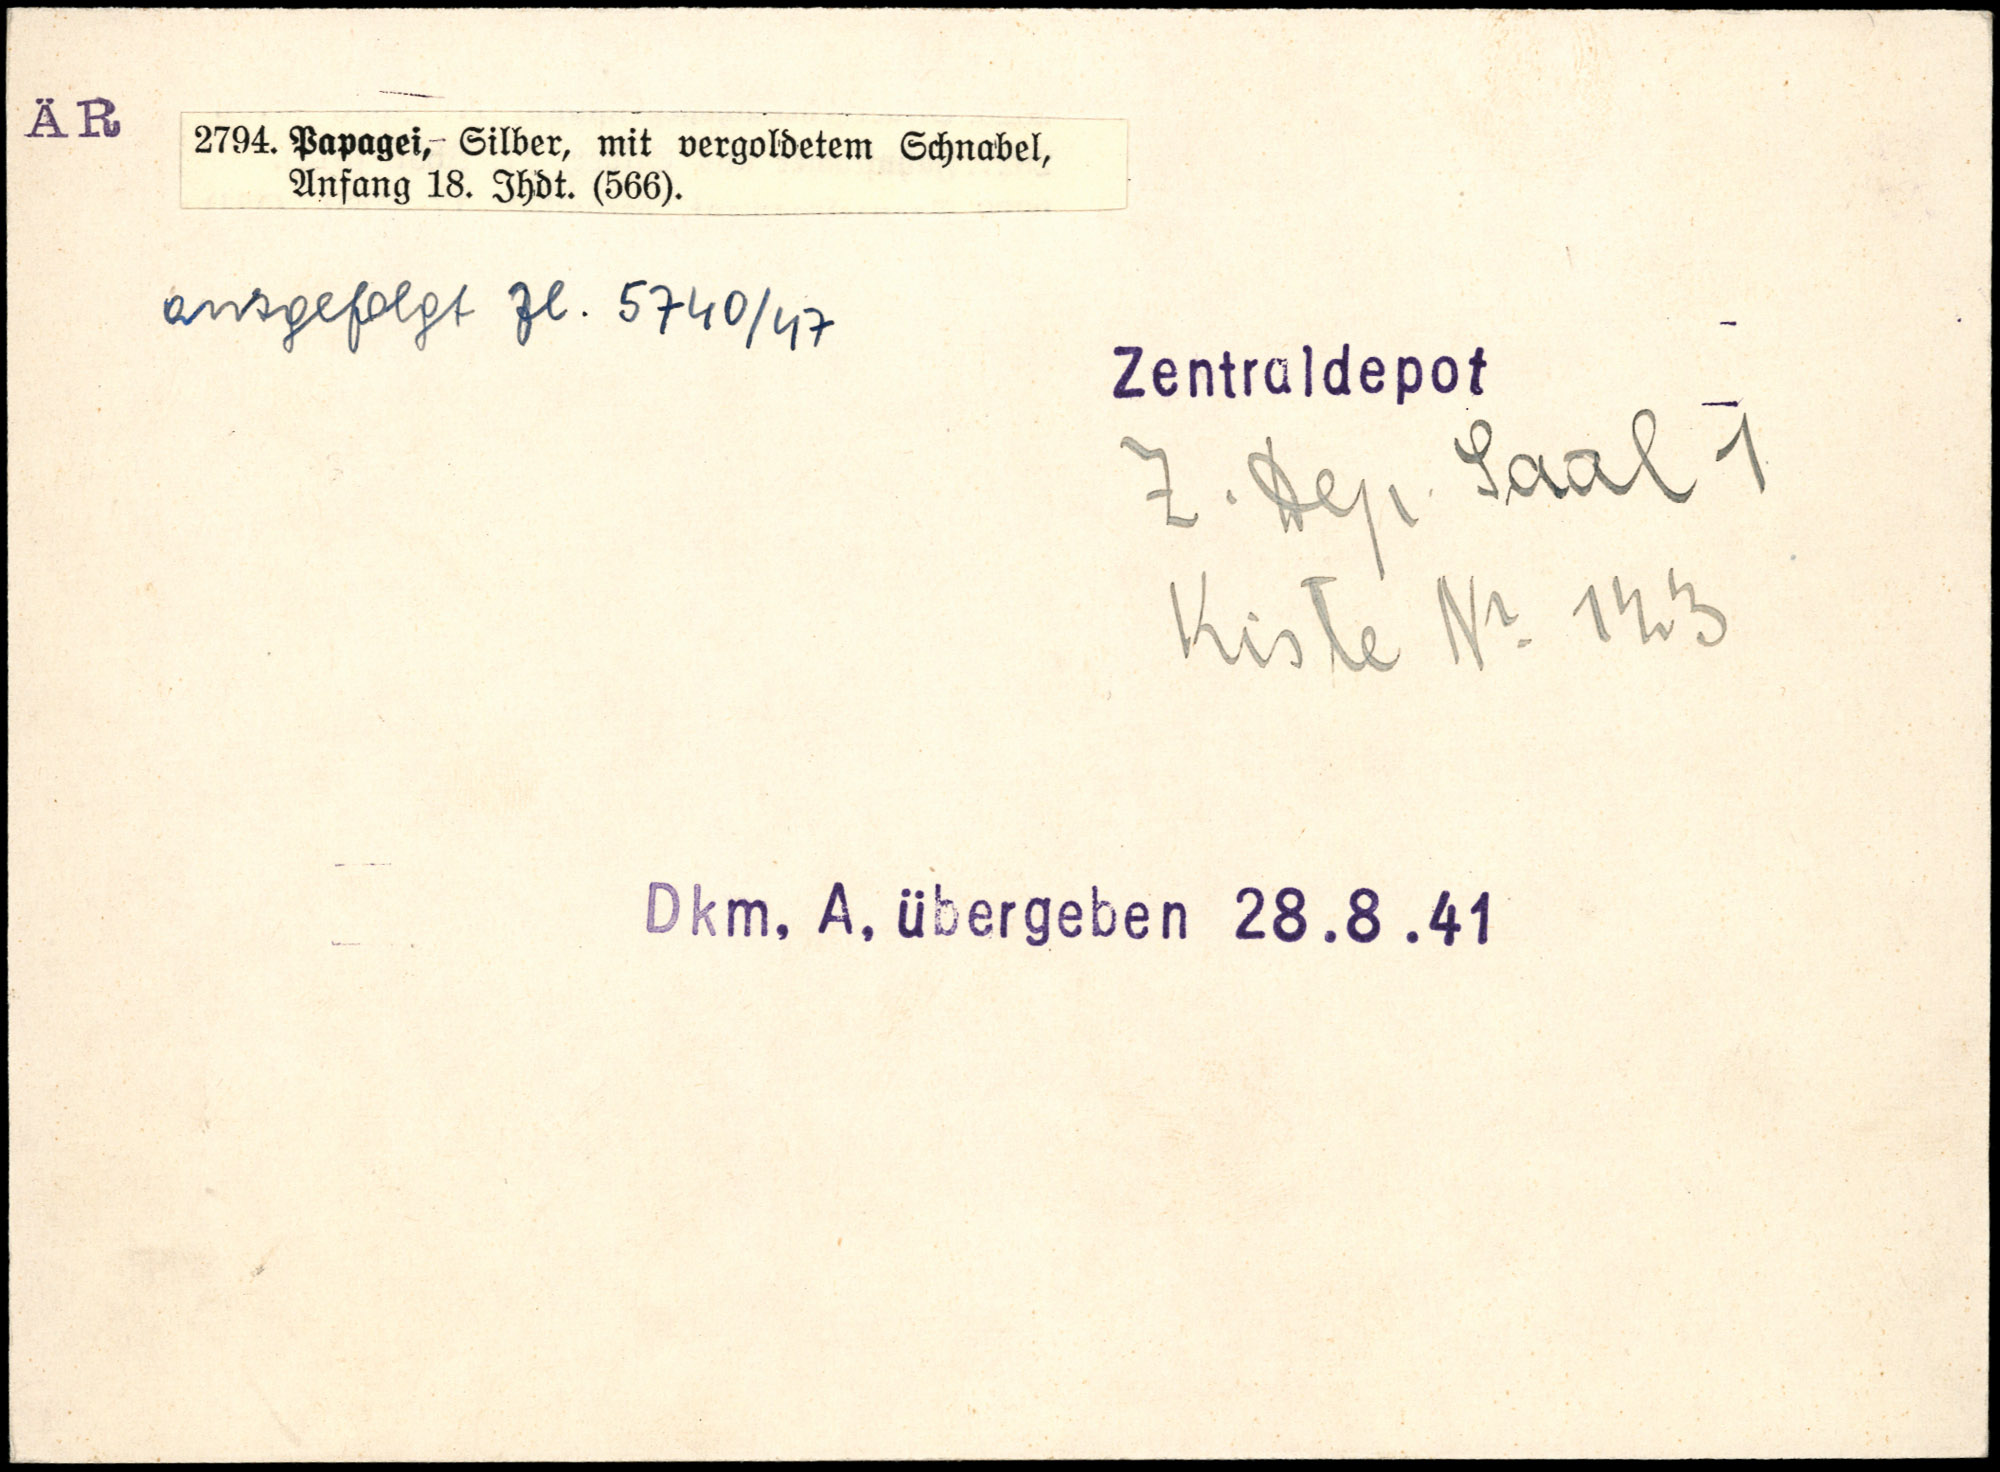 ÄR
2794. Papagei, Silber, mit vergoldetem Schnabel,
Anfang 18. Jhdt. (566).
ausgefolgt Zl. 5740/47
Zentraldepot
Z. Dep. Saal 1
Kiste Nr. 123
Dkm. A. übergeben 28.8.41